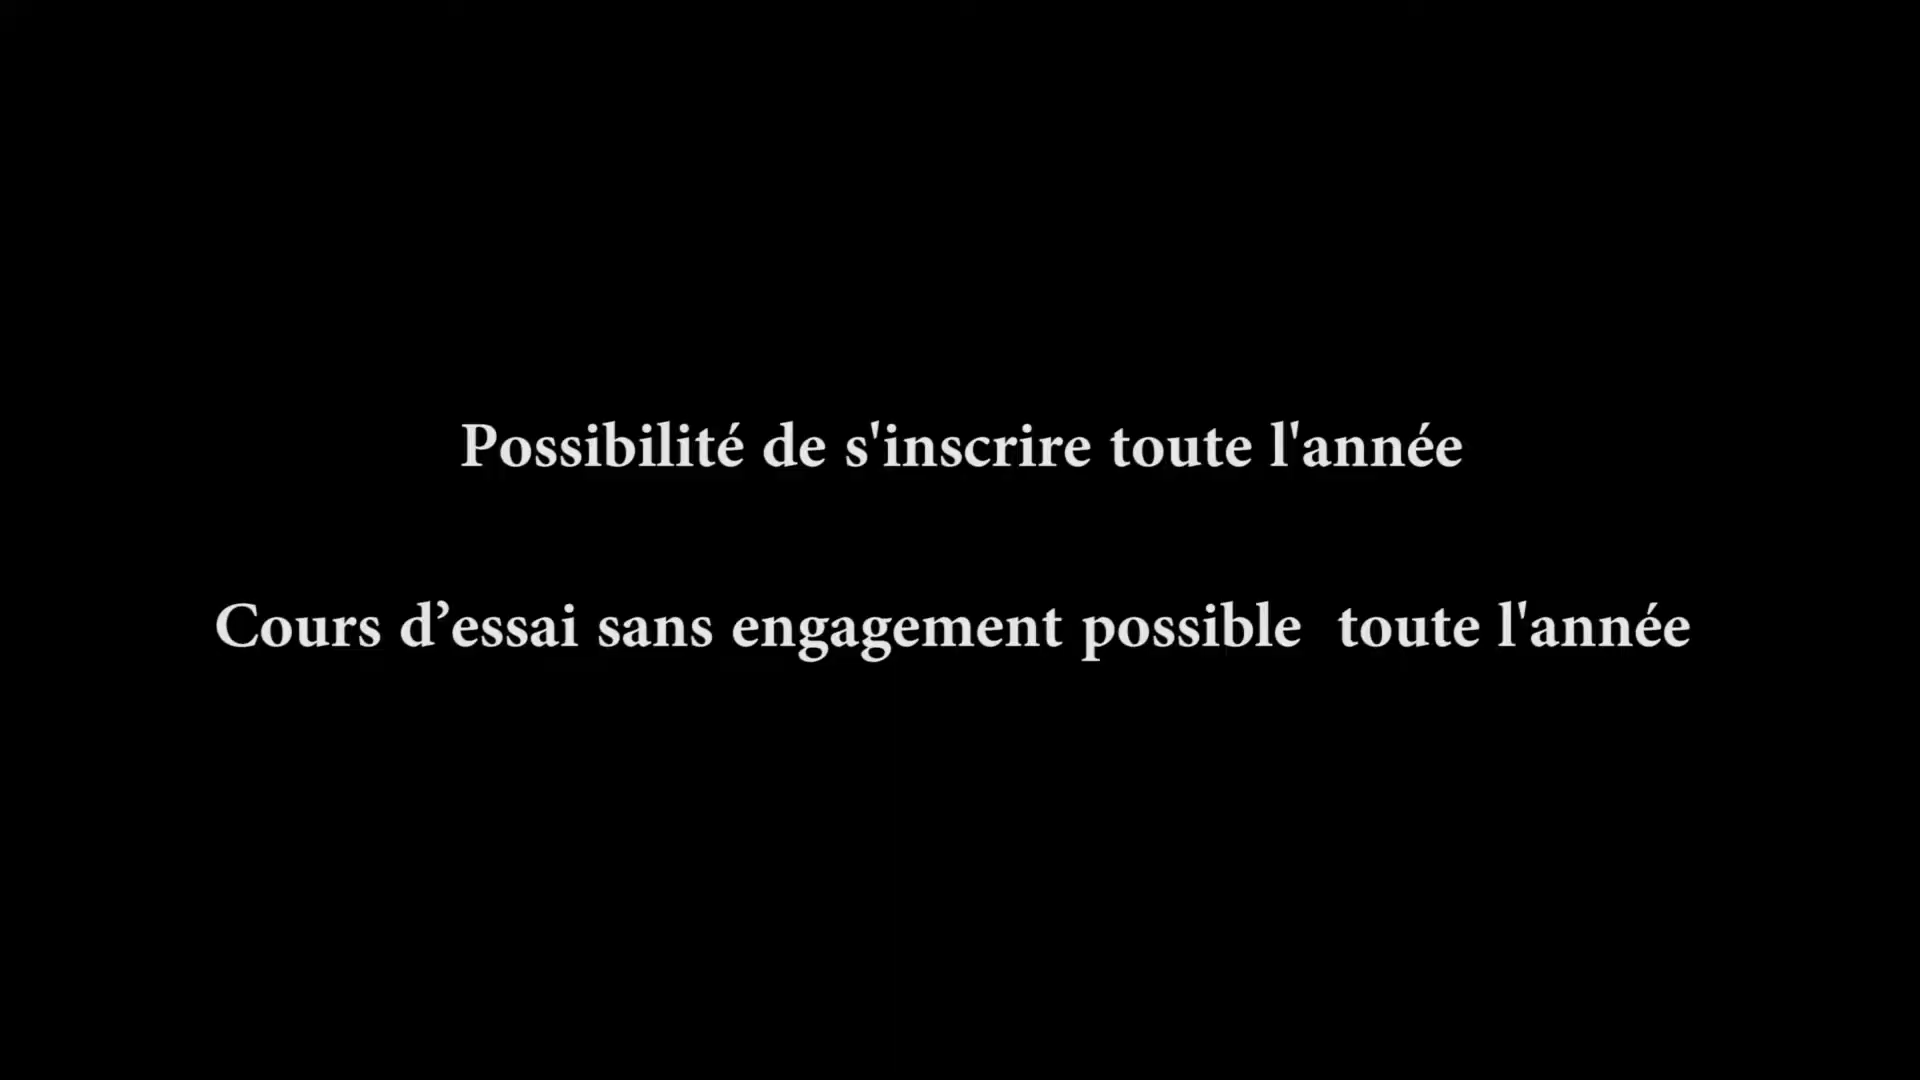 Possibilité de s'inscrire toute l'année
Cours d’essai sans engagement possible  toute l'année